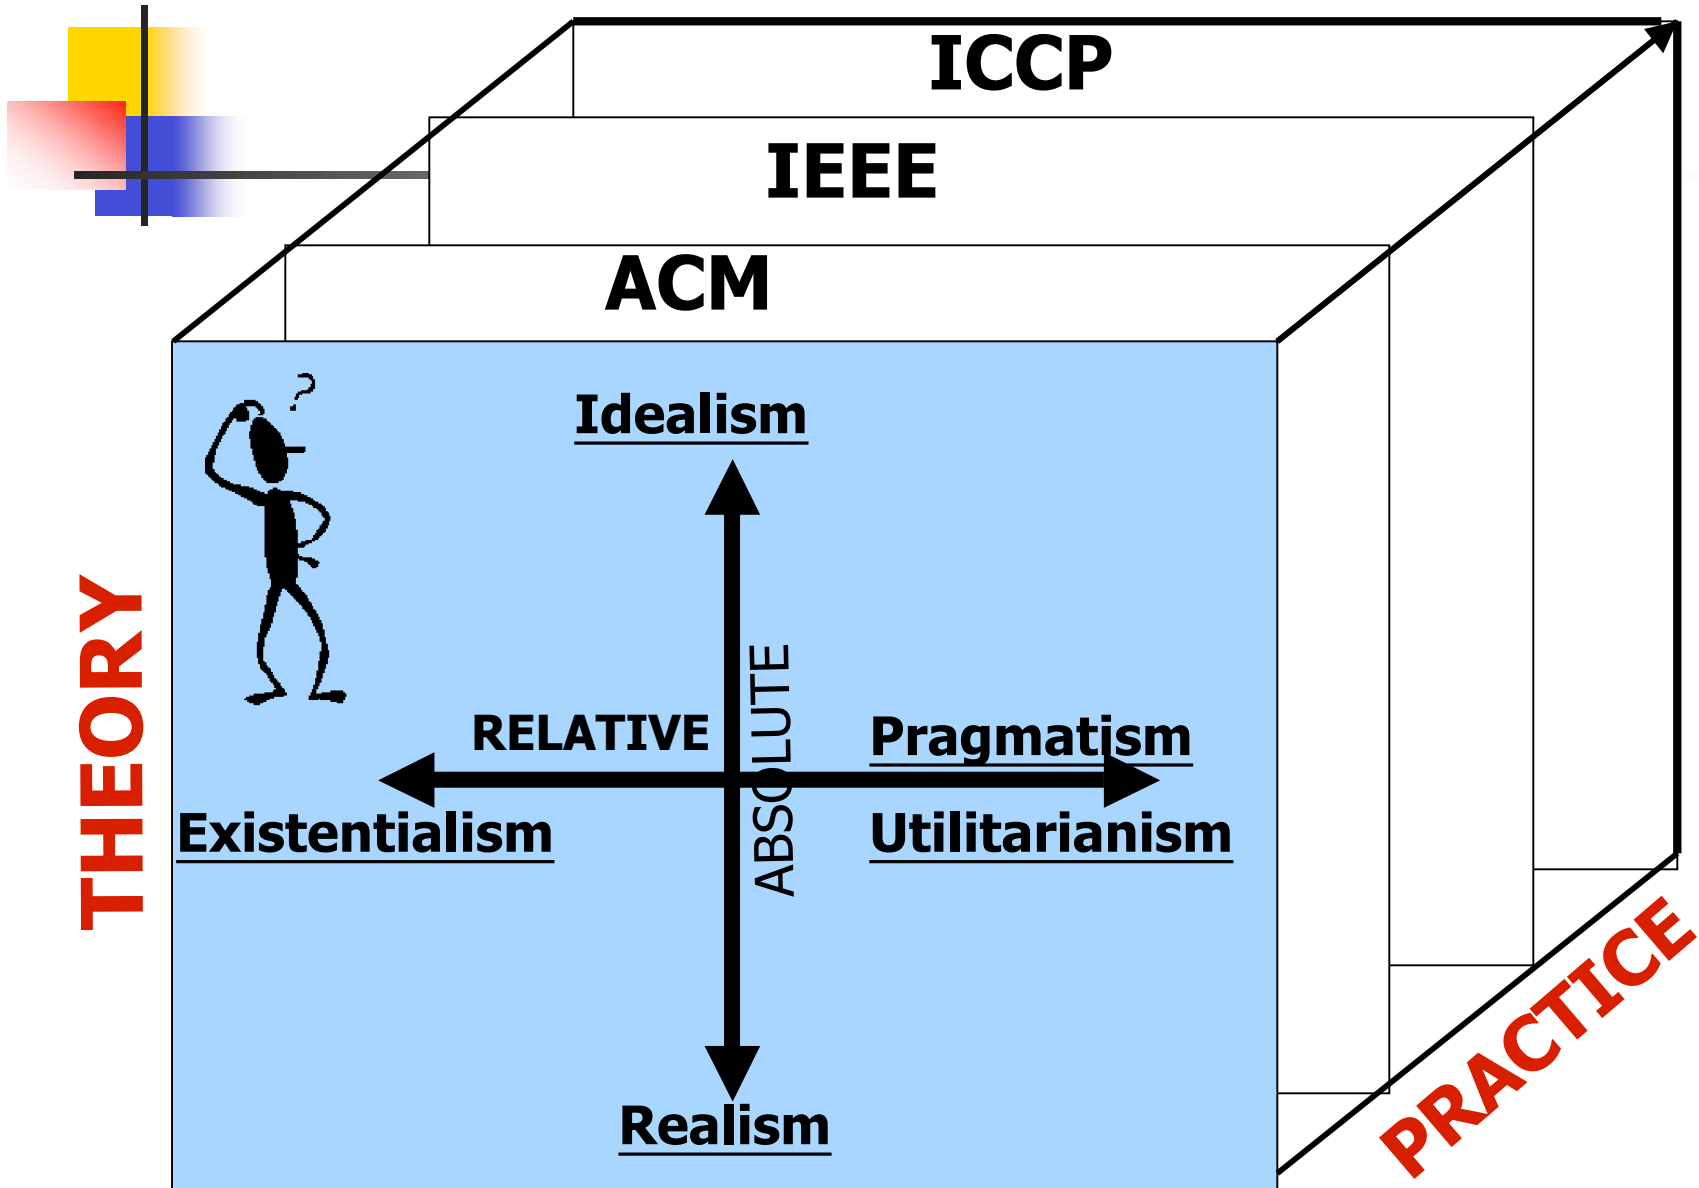 ICCP
IEEE
ACM
?
Idealism
THEORY
RELATIVE
ABSOLUTE
Pragmatism
Existentialism
Utilitarianism
PRACTICE
Realism